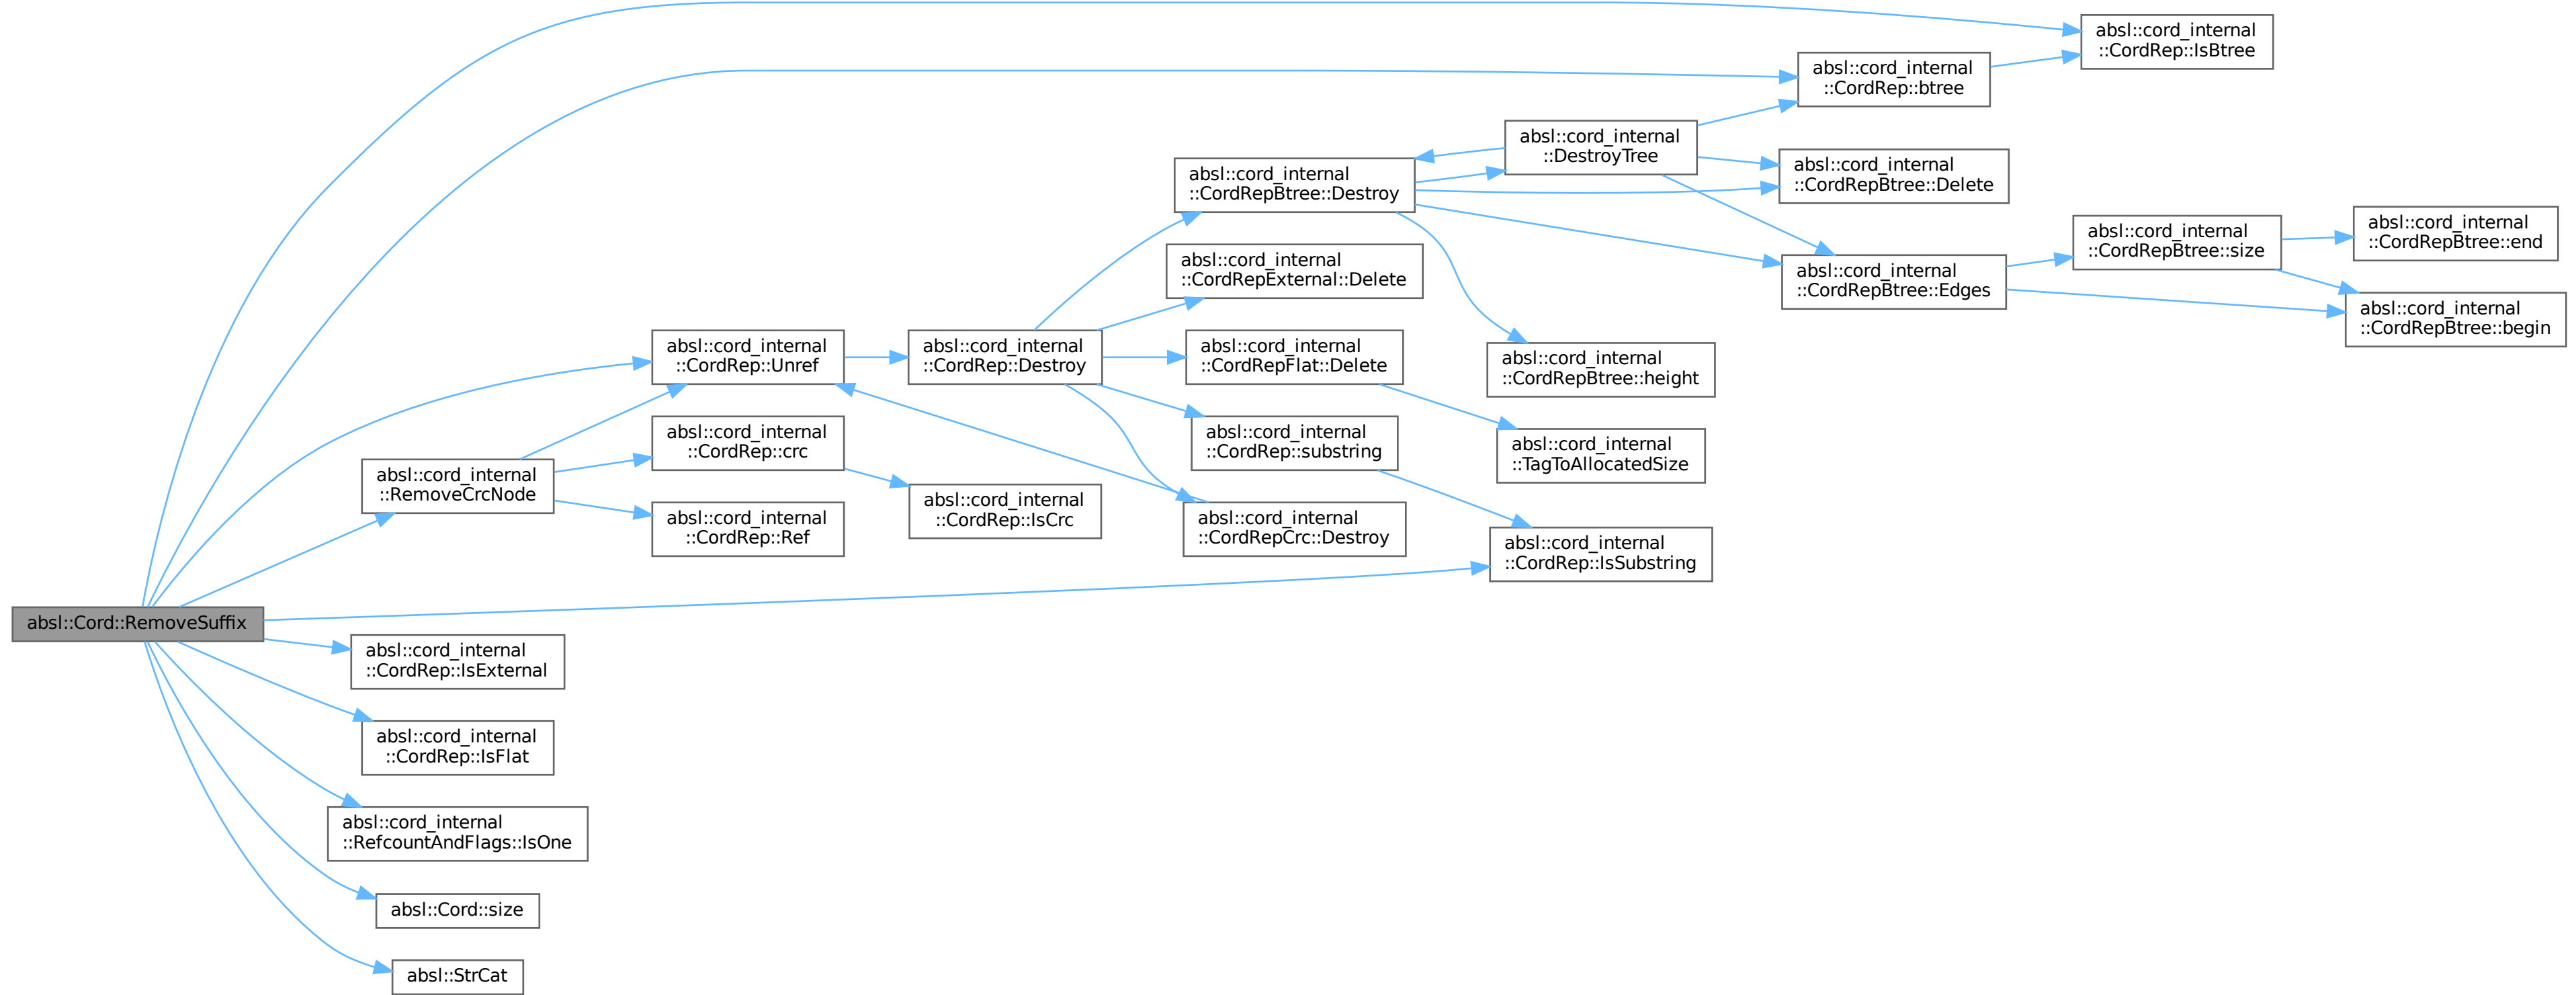 absl::Cord::RemoveSuffix
absl::cord_internal
::RemoveCrcNode
absl::cord_internal
::CordRep::IsExternal
absl::cord_internal
::CordRep::IsFlat
absl::cord_internal
::RefcountAndFlags::IsOne
absl::Cord::size
absl::StrCat
absl::cord_internal
::CordRep::Unref
absl::cord_internal
::CordRep::crc
absl::cord_internal
::CordRep::Ref
absl::cord_internal
::CordRep::Destroy
absl::cord_internal
::CordRep::IsCrc
absl::cord_internal
::CordRepBtree::Destroy
absl::cord_internal
::CordRepExternal::Delete
absl::cord_internal
::CordRepFlat::Delete
absl::cord_internal
::CordRep::substring
absl::cord_internal
::CordRepCrc::Destroy
absl::cord_internal
::DestroyTree
absl::cord_internal
::CordRepBtree::height
absl::cord_internal
::TagToAllocatedSize
absl::cord_internal
::CordRep::IsSubstring
absl::cord_internal
::CordRep::btree
absl::cord_internal
::CordRepBtree::Delete
absl::cord_internal
::CordRepBtree::Edges
absl::cord_internal
::CordRep::IsBtree
absl::cord_internal
::CordRepBtree::size
absl::cord_internal
::CordRepBtree::end
absl::cord_internal
::CordRepBtree::begin